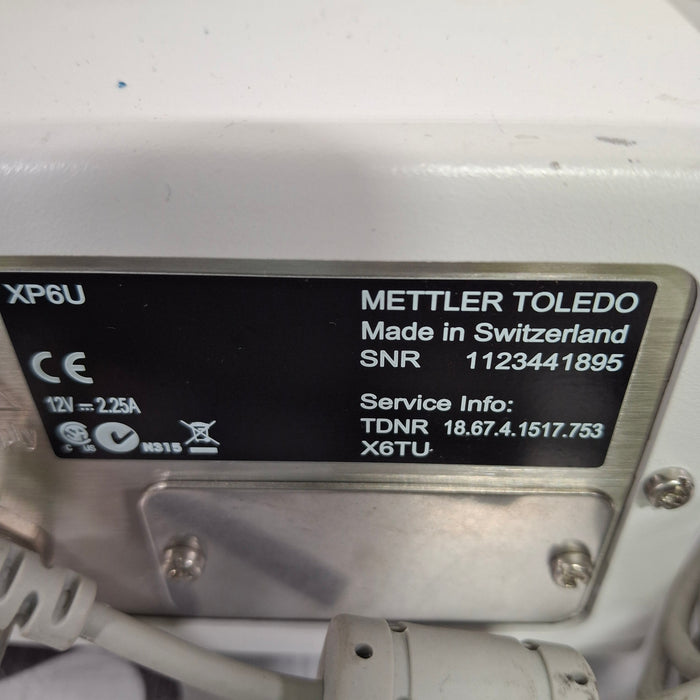 XP6U
METTLER TOLEDO
Made in Switzerland
SNR 1123441895
CE
12V 2.25A
Service Info:
TDNR 18.67.4.1517.753
X6TU
C US N315